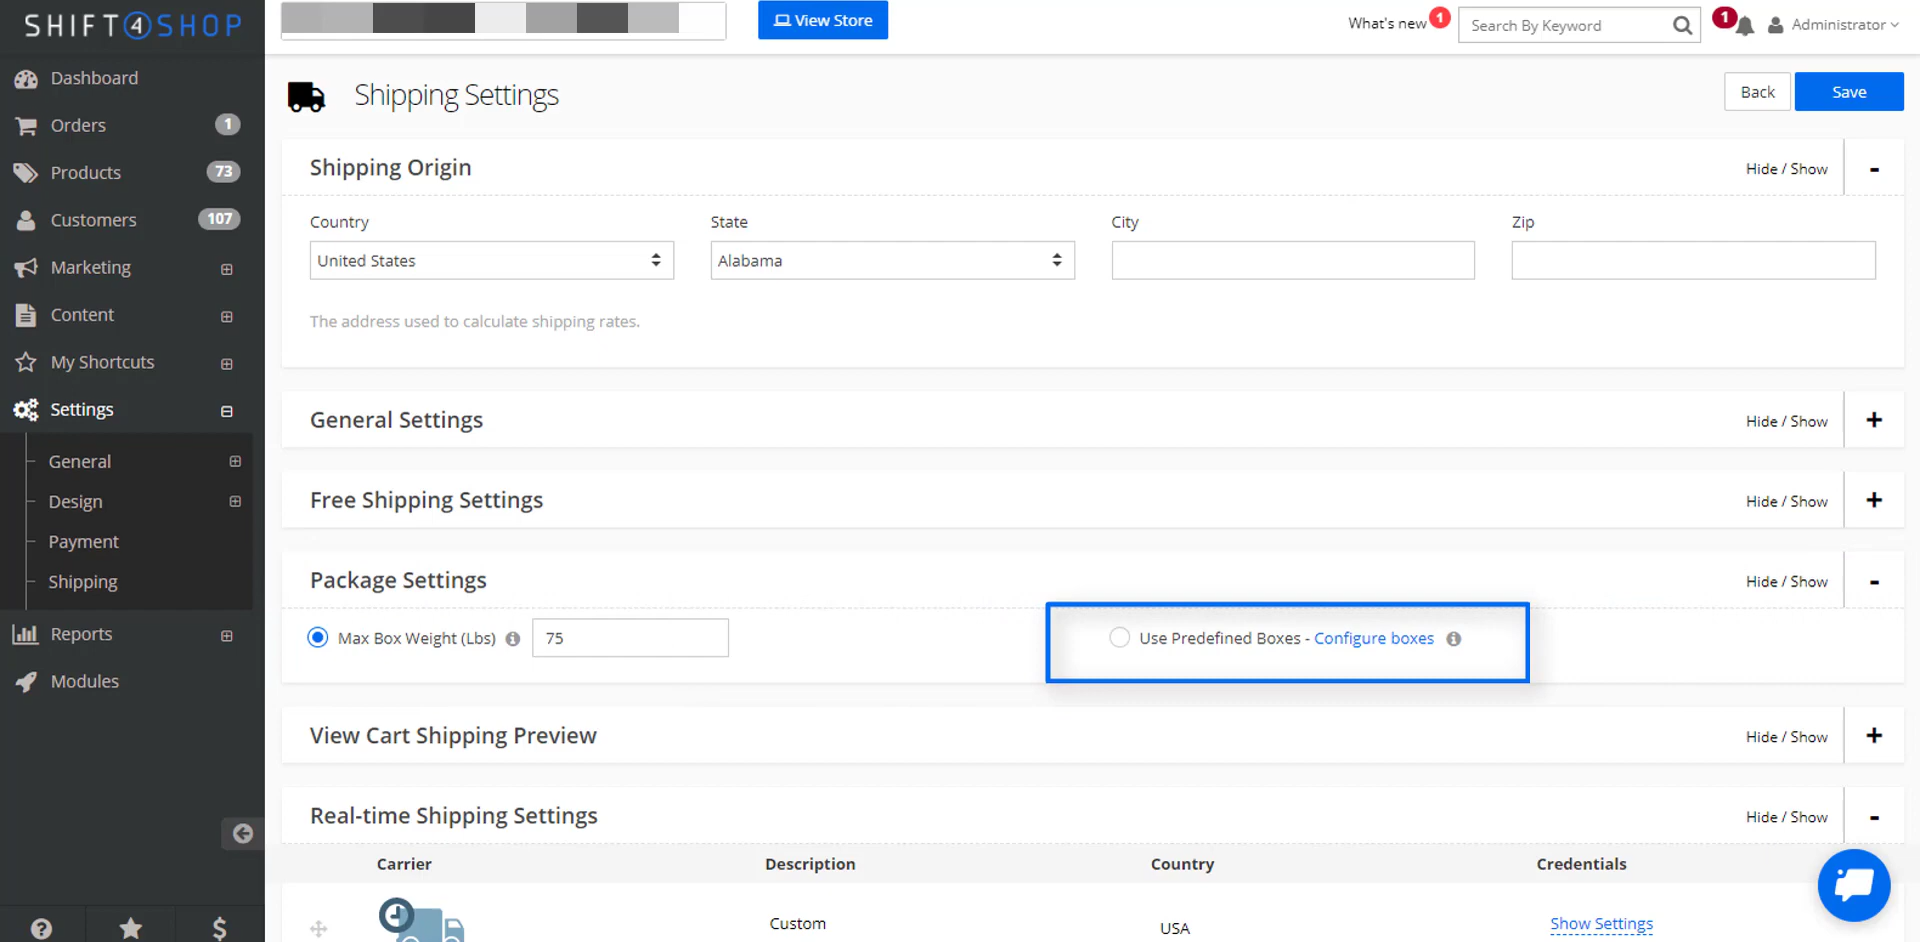 SHIFT4SHOP
View Store
What's new 1
Search By Keyword
1
Administrator
Dashboard
Orders 1
Products 73
Customers 107
Marketing
Content
My Shortcuts
Settings
General
Design
Payment
Shipping
Reports
Modules
Shipping Settings
Back
Save
Shipping Origin
Hide / Show -
Country
State
City
Zip
United States
Alabama
The address used to calculate shipping rates.
General Settings
Hide / Show +
Free Shipping Settings
Hide / Show +
Package Settings
Hide / Show -
Max Box Weight (Lbs) 75
Use Predefined Boxes - Configure boxes
View Cart Shipping Preview
Hide / Show +
Real-time Shipping Settings
Hide / Show -
Carrier Description Country Credentials
Custom USA Show Settings